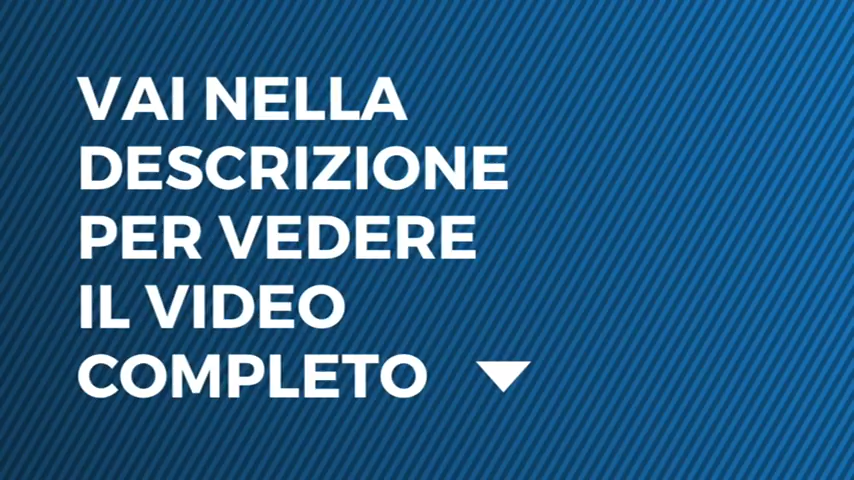 VAI NELLA
DESCRIZIONE
PER VEDERE
IL VIDEO
COMPLETO